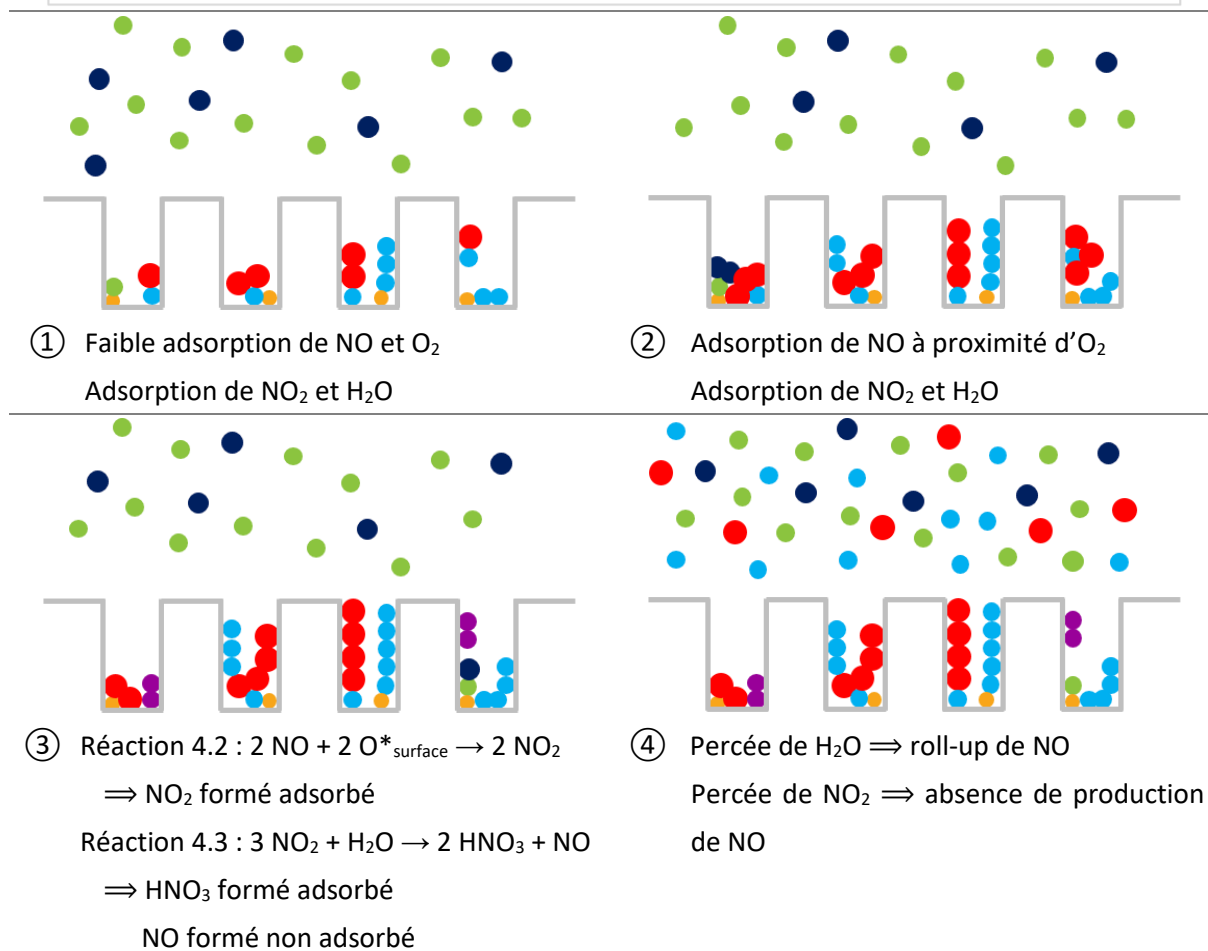 ① Faible adsorption de NO et O₂
Adsorption de NO₂ et H₂O
② Adsorption de NO à proximité d’O₂
Adsorption de NO₂ et H₂O
③ Réaction 4.2 : 2 NO + 2 O*surface → 2 NO₂
⟹ NO₂ formé adsorbé
Réaction 4.3 : 3 NO₂ + H₂O → 2 HNO₃ + NO
⟹ HNO₃ formé adsorbé
NO formé non adsorbé
④ Percée de H₂O ⟹ roll-up de NO
Percée de NO₂ ⟹ absence de production
de NO